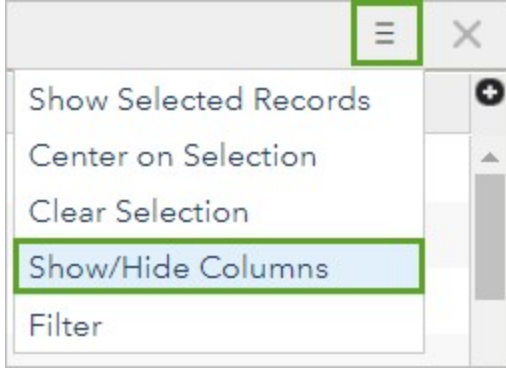 Show Selected Records
Center on Selection
Clear Selection
Show/Hide Columns
Filter